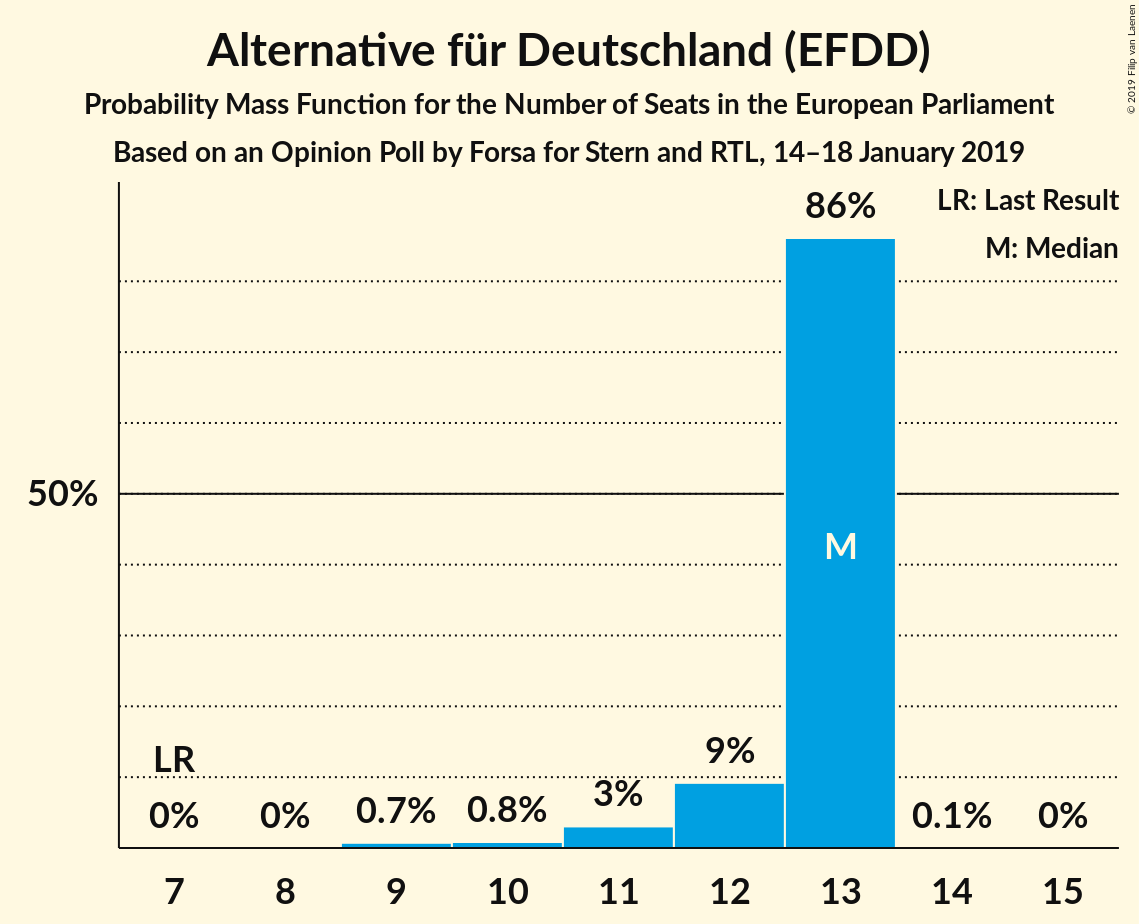 Alternative für Deutschland (EFDD)
Probability Mass Function for the Number of Seats in the European Parliament
Based on an Opinion Poll by Forsa for Stern and RTL, 14–18 January 2019
© 2019 Filip van Laenen
LR: Last Result
M: Median
86%
50%
M
LR
0%
0%
0.7%
0.8%
3%
9%
0.1%
0%
7
8
9
10
11
12
13
14
15